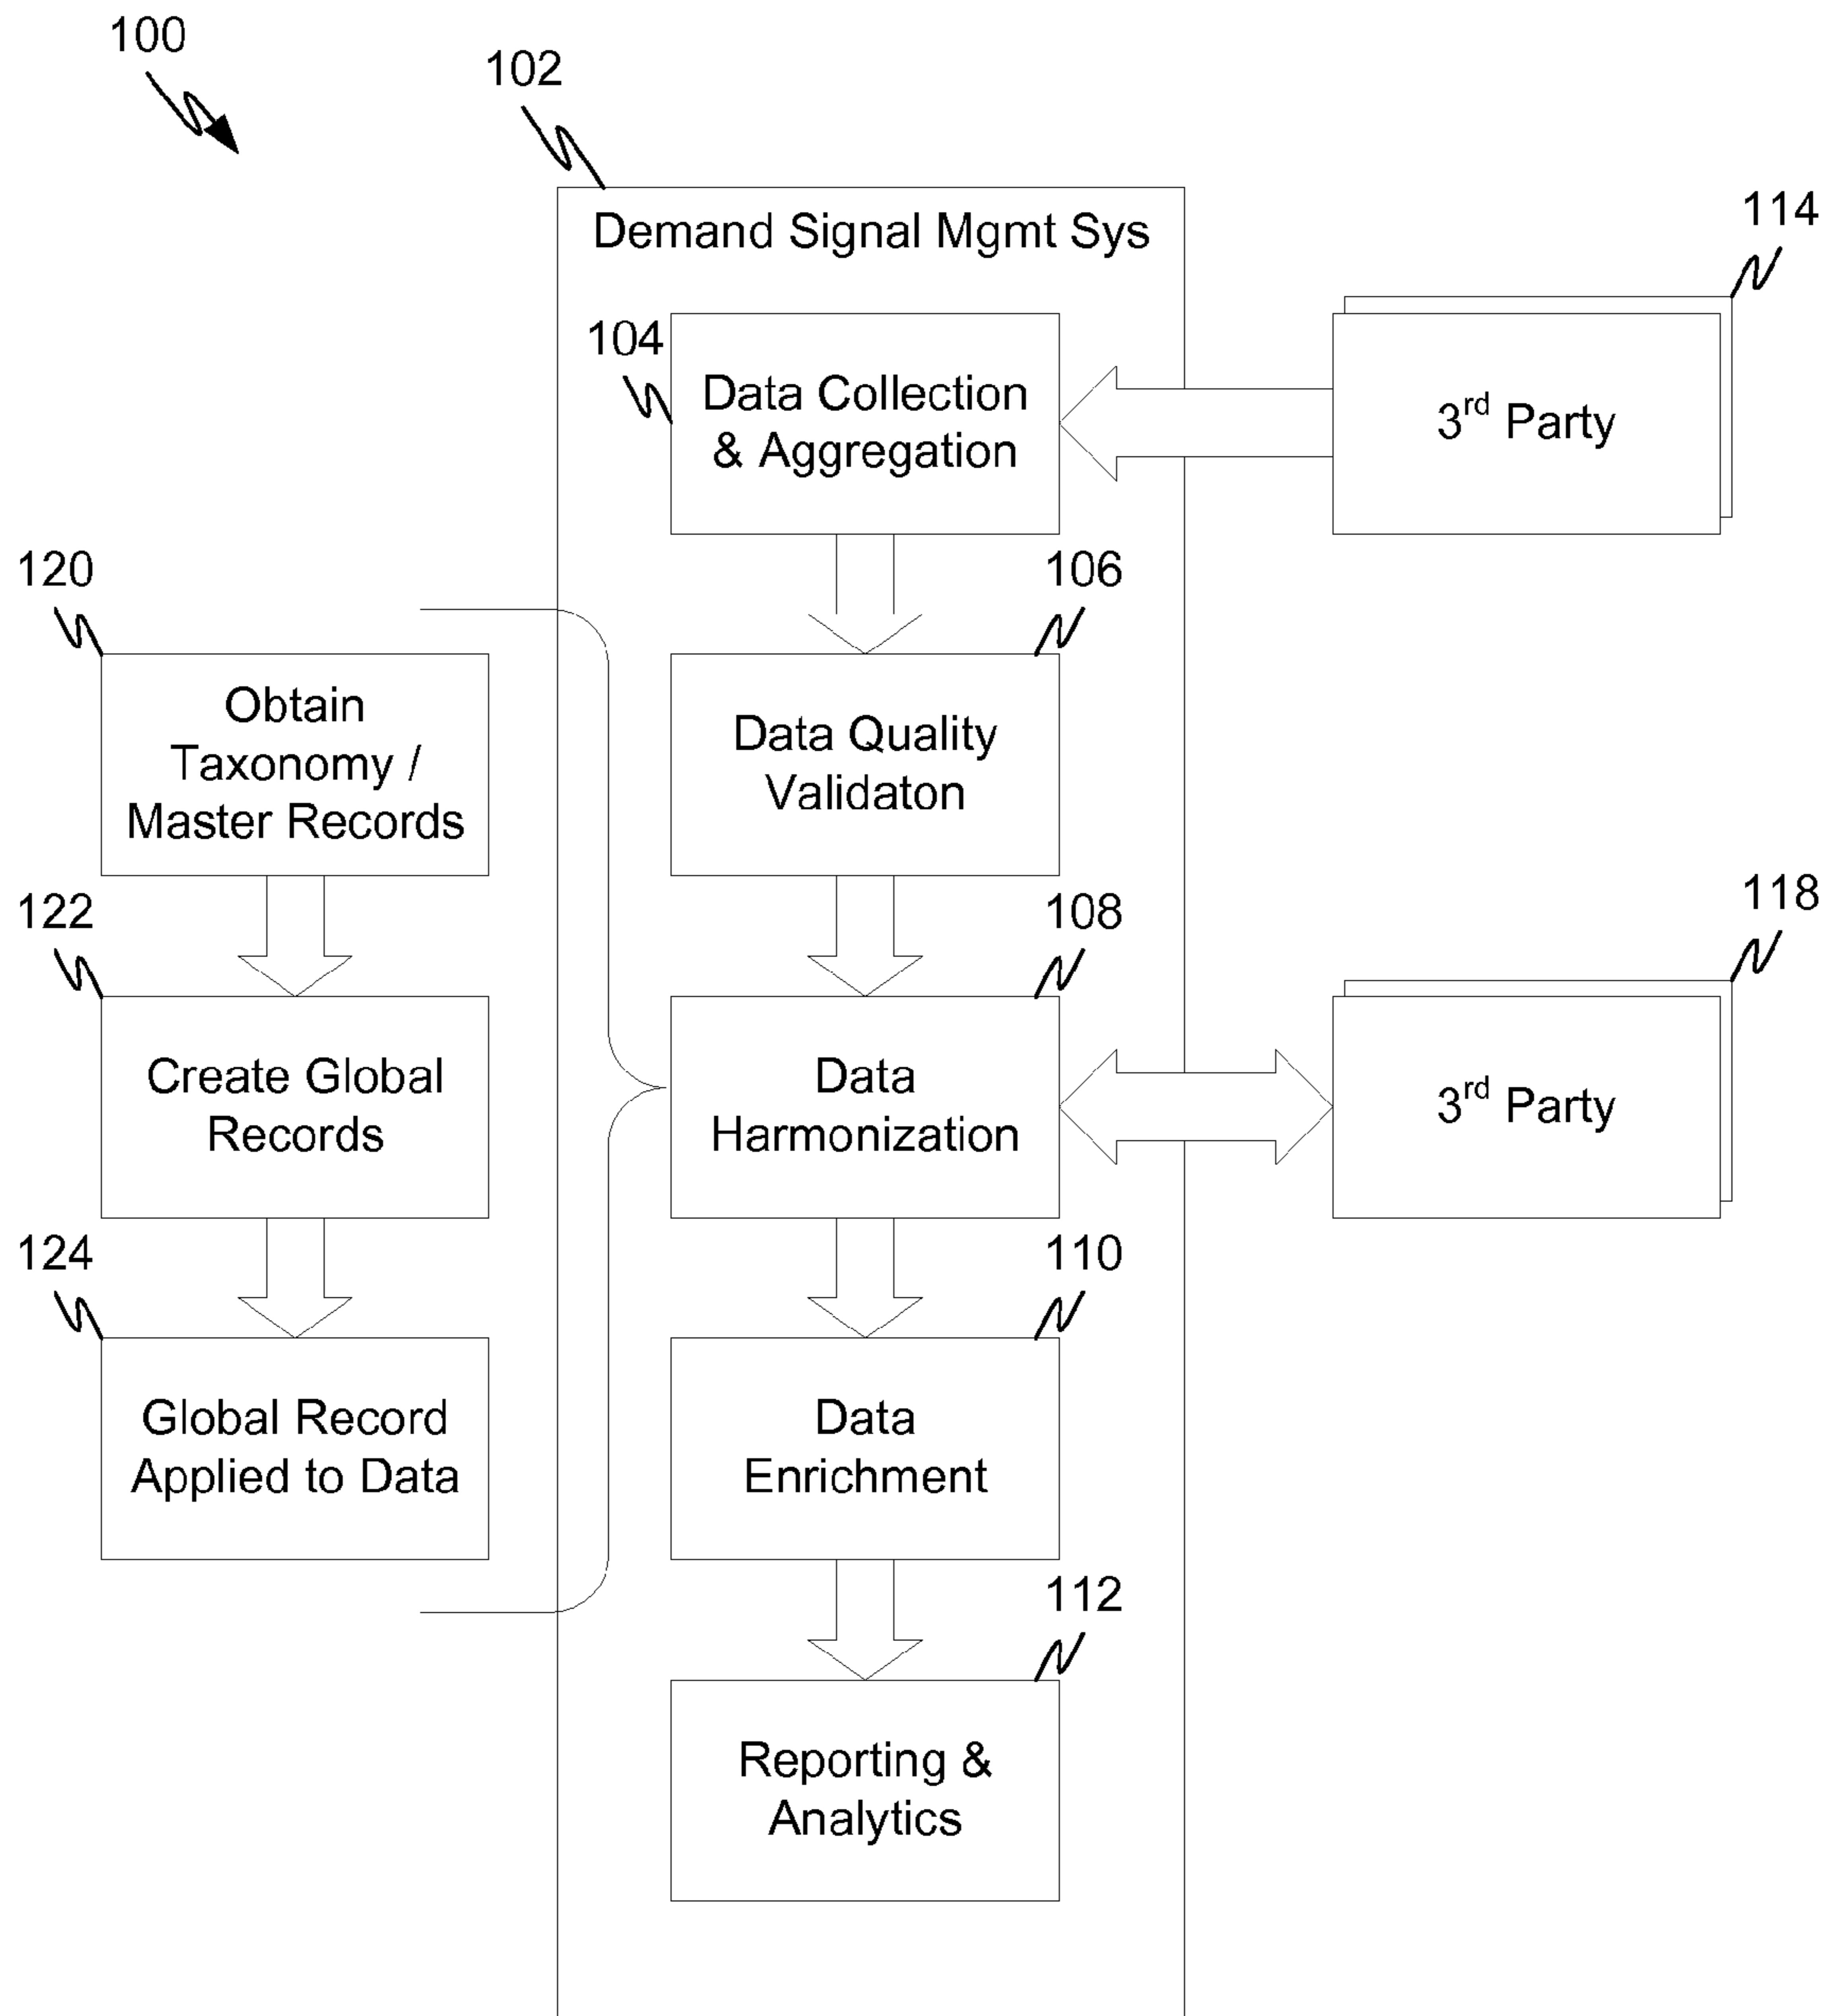 100
102
Demand Signal Mgmt Sys
114
104
Data Collection
& Aggregation
3rd Party
120
106
Obtain
Taxonomy /
Master Records
Data Quality
Validaton
122
108
118
Create Global
Records
Data
Harmonization
3rd Party
124
110
Global Record
Applied to Data
Data
Enrichment
112
Reporting &
Analytics